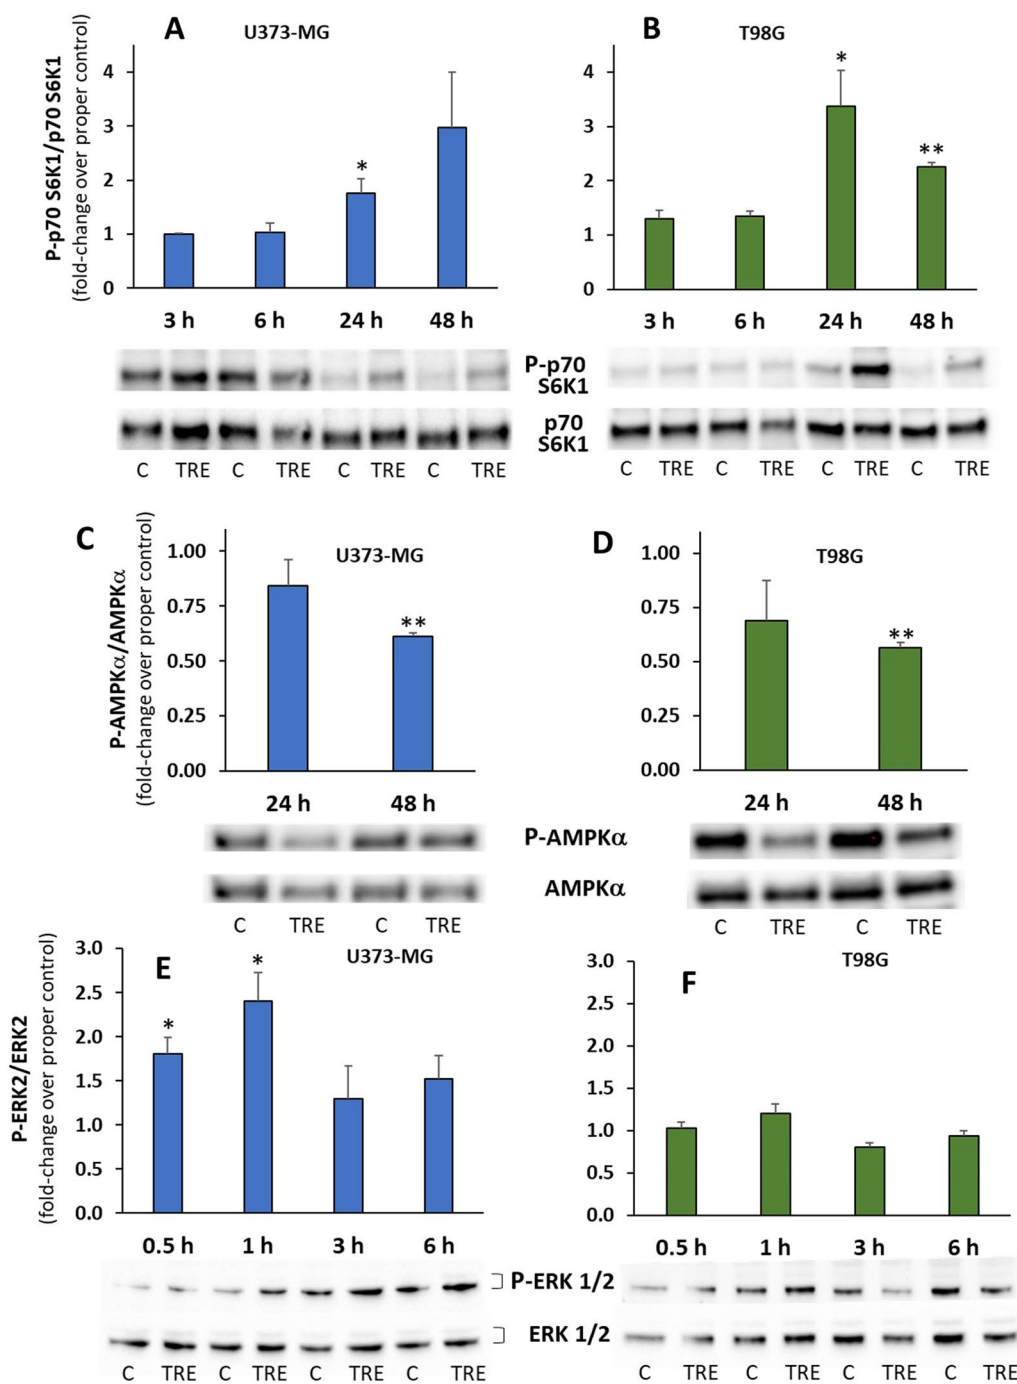 A
U373-MG
P-p70 S6K1/p70 S6K1
(fold-change over proper control)
4
3
2
1
0
*
3 h 6 h 24 h 48 h
B
T98G
4
3
2
1
0
*
**
3 h 6 h 24 h 48 h
P-p70
S6K1
p70
S6K1
C TRE C TRE C TRE C TRE
C TRE C TRE C TRE C TRE
C
U373-MG
P-AMPKα/AMPKα
(fold-change over proper control)
1.00
0.75
0.50
0.25
0.00
**
24 h 48 h
D
T98G
1.00
0.75
0.50
0.25
0.00
**
24 h 48 h
P-AMPKα
AMPKα
C TRE C TRE
C TRE C TRE
E
U373-MG
P-ERK2/ERK2
(fold-change over proper control)
3.0
2.5
2.0
1.5
1.0
0.5
0.0
*
*
0.5 h 1 h 3 h 6 h
F
T98G
3.0
2.5
2.0
1.5
1.0
0.5
0.0
0.5 h 1 h 3 h 6 h
P-ERK 1/2
ERK 1/2
C TRE C TRE C TRE C TRE
C TRE C TRE C TRE C TRE